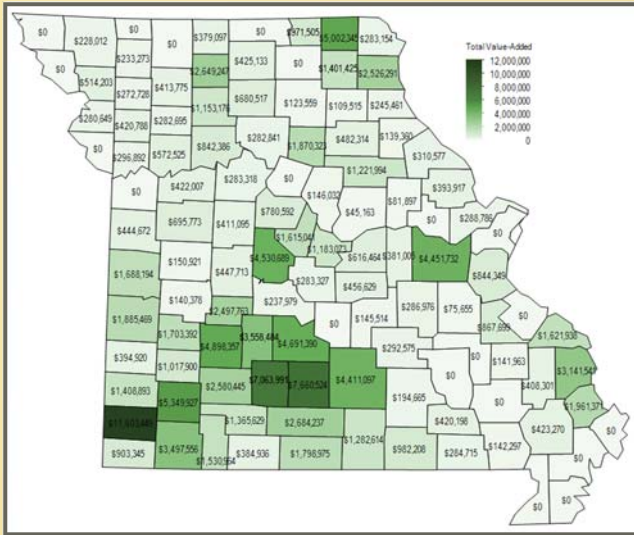 Total Value-Added
12,000,000
10,000,000
8,000,000
6,000,000
4,000,000
2,000,000
0
$0 $228,012 $0 $0 $379,097 $0 $971,505 $5,002,345 $283,154
$0 $514,203 $233,273 $413,775 $2,649,247 $425,133 $0 $1,401,425 $2,526,291
$280,649 $272,728 $1,153,176 $680,517 $123,559 $109,515 $245,461
$0 $420,788 $282,695 $842,386 $282,841 $1,870,323 $482,314 $139,360
$296,892 $572,525 $1,221,994 $310,577
$0 $422,007 $283,318 $0 $146,032 $393,917
$444,672 $695,773 $411,095 $780,592 $45,163 $81,897 $0 $288,786 $0
$1,688,194 $150,921 $447,713 $4,530,689 $1,615,041 $1,183,073 $616,464 $381,005 $4,451,732 $844,349
$140,378 $237,979 $283,327 $456,629
$1,885,469 $2,497,763 $0 $145,514 $286,976 $75,655 $867,699 $0 $1,621,938
$394,920 $1,703,392 $4,898,357 $3,558,484 $4,691,390 $292,575 $0 $141,963 $3,141,541
$1,408,893 $1,017,900 $2,580,445 $7,063,991 $7,660,524 $4,411,097 $194,665 $0 $408,301 $1,961,371
$5,349,927 $1,365,629 $2,684,237 $420,198 $423,270 $0
$903,345 $3,497,556 $1,530,964 $384,936 $1,798,975 $1,282,614 $982,208 $284,715 $142,297 $0
$0 $0
$0